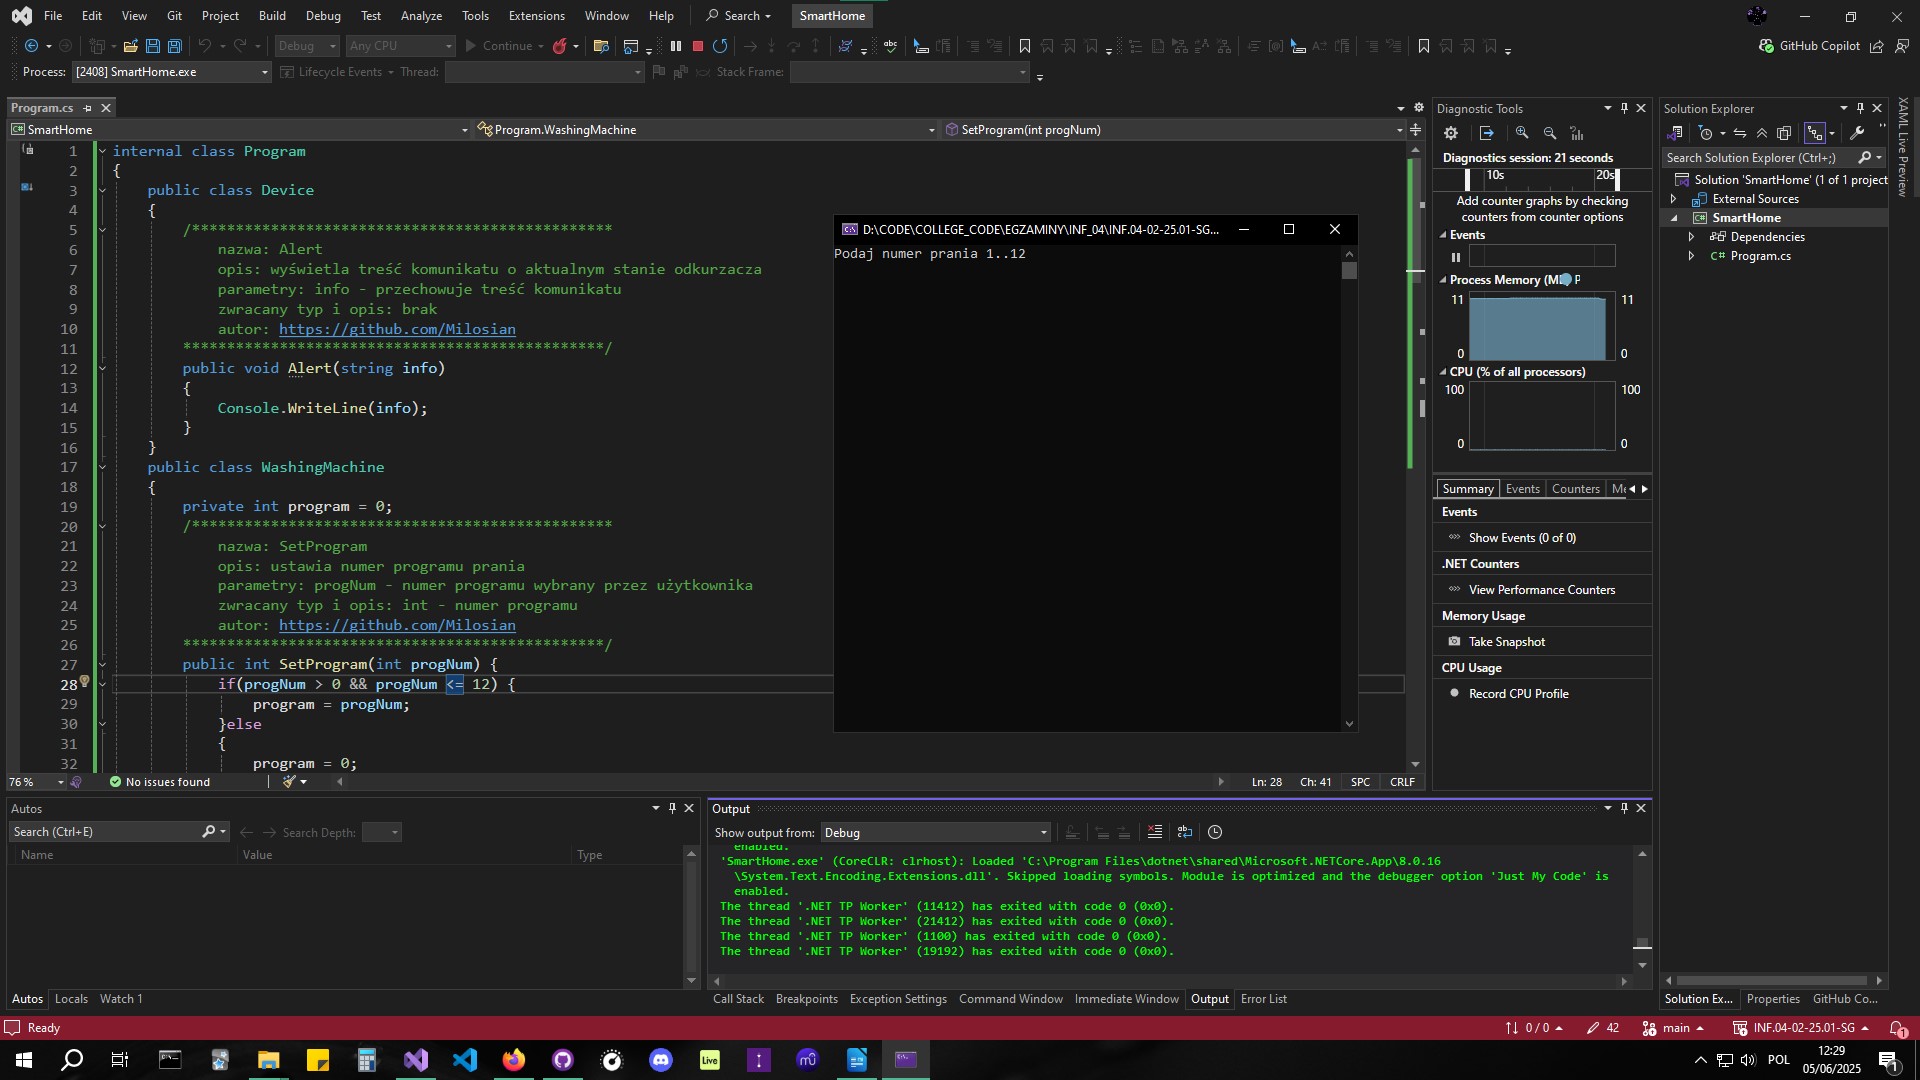 File Edit View Git Project Build Debug Test Analyze Tools Extensions Window Help Search SmartHome
Debug Any CPU Continue GitHub Copilot
Process: [2408] SmartHome.exe Lifecycle Events Thread: Stack Frame:
Program.cs
SmartHome Program.WashingMachine SetProgram(int progNum)
1 internal class Program
2 {
3 public class Device
4 {
5 /************************************************
6 nazwa: Alert
7 opis: wyświetla treść komunikatu o aktualnym stanie odkurzacza
8 parametry: info - przechowuje treść komunikatu
9 zwracany typ i opis: brak
10 autor: https://github.com/Milosian
11 ************************************************/
12 public void Alert(string info)
13 {
14 Console.WriteLine(info);
15 }
16 }
17 public class WashingMachine
18 {
19 private int program = 0;
20 /************************************************
21 nazwa: SetProgram
22 opis: ustawia numer programu prania
23 parametry: progNum - numer programu wybrany przez użytkownika
24 zwracany typ i opis: int - numer programu
25 autor: https://github.com/Milosian
26 ************************************************/
27 public int SetProgram(int progNum) {
28 if(progNum > 0 && progNum <= 12) {
29 program = progNum;
30 }else
31 {
32 program = 0;
76 % No issues found Ln: 28 Ch: 41 SPC CRLF
D:\CODE\COLLEGE_CODE\EGZAMINY\INF_04\INF.04-02-25.01-SG...
Podaj numer prania 1..12
Diagnostic Tools
Diagnostics session: 21 seconds
10s 20s
Add counter graphs by checking
counters from counter options
Events
Process Memory (M P
11 11
0 0
CPU (% of all processors)
100 100
0 0
Summary Events Counters
Events
Show Events (0 of 0)
.NET Counters
View Performance Counters
Memory Usage
Take Snapshot
CPU Usage
Record CPU Profile
Solution Explorer
Search Solution Explorer (Ctrl+;)
Solution 'SmartHome' (1 of 1 project
External Sources
SmartHome
Dependencies
C# Program.cs
XAML Live Preview
Autos
Search (Ctrl+E) Search Depth:
Name Value Type
Autos Locals Watch 1
Output
Show output from: Debug
enabled.
'SmartHome.exe' (CoreCLR: clrhost): Loaded 'C:\Program Files\dotnet\shared\Microsoft.NETCore.App\8.0.16
\System.Text.Encoding.Extensions.dll'. Skipped loading symbols. Module is optimized and the debugger option 'Just My Code' is
enabled.
The thread '.NET TP Worker' (11412) has exited with code 0 (0x0).
The thread '.NET TP Worker' (21412) has exited with code 0 (0x0).
The thread '.NET TP Worker' (1100) has exited with code 0 (0x0).
The thread '.NET TP Worker' (19192) has exited with code 0 (0x0).
Call Stack Breakpoints Exception Settings Command Window Immediate Window Output Error List
Solution Ex... Properties GitHub Co...
Ready 0 / 0 42 main INF.04-02-25.01-SG 1
Live POL 12:29
05/06/2025